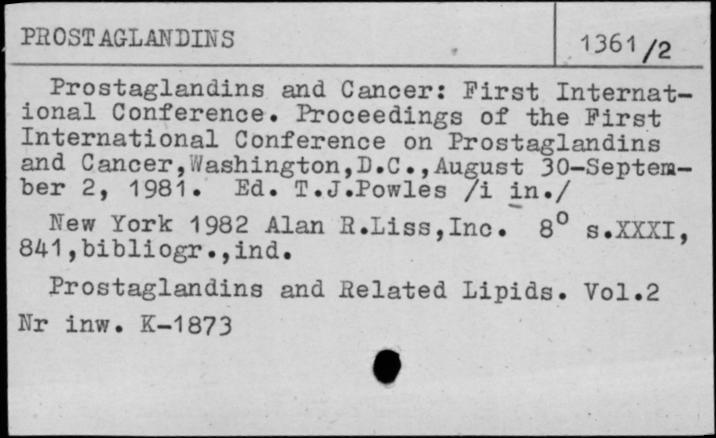 PROSTAGLANDINS 1361/2
Prostaglandins and Cancer: First Internat-
ional Conference. Proceedings of the First
International Conference on Prostaglandins
and Cancer,Washington,D.C.,August 30-Septem-
ber 2, 1981. Ed. T.J.Powles /i in./
New York 1982 Alan R.Liss,Inc. 8° s.XXXI,
841,bibliogr.,ind.
Prostaglandins and Related Lipids. Vol.2
Nr inw. K-1873